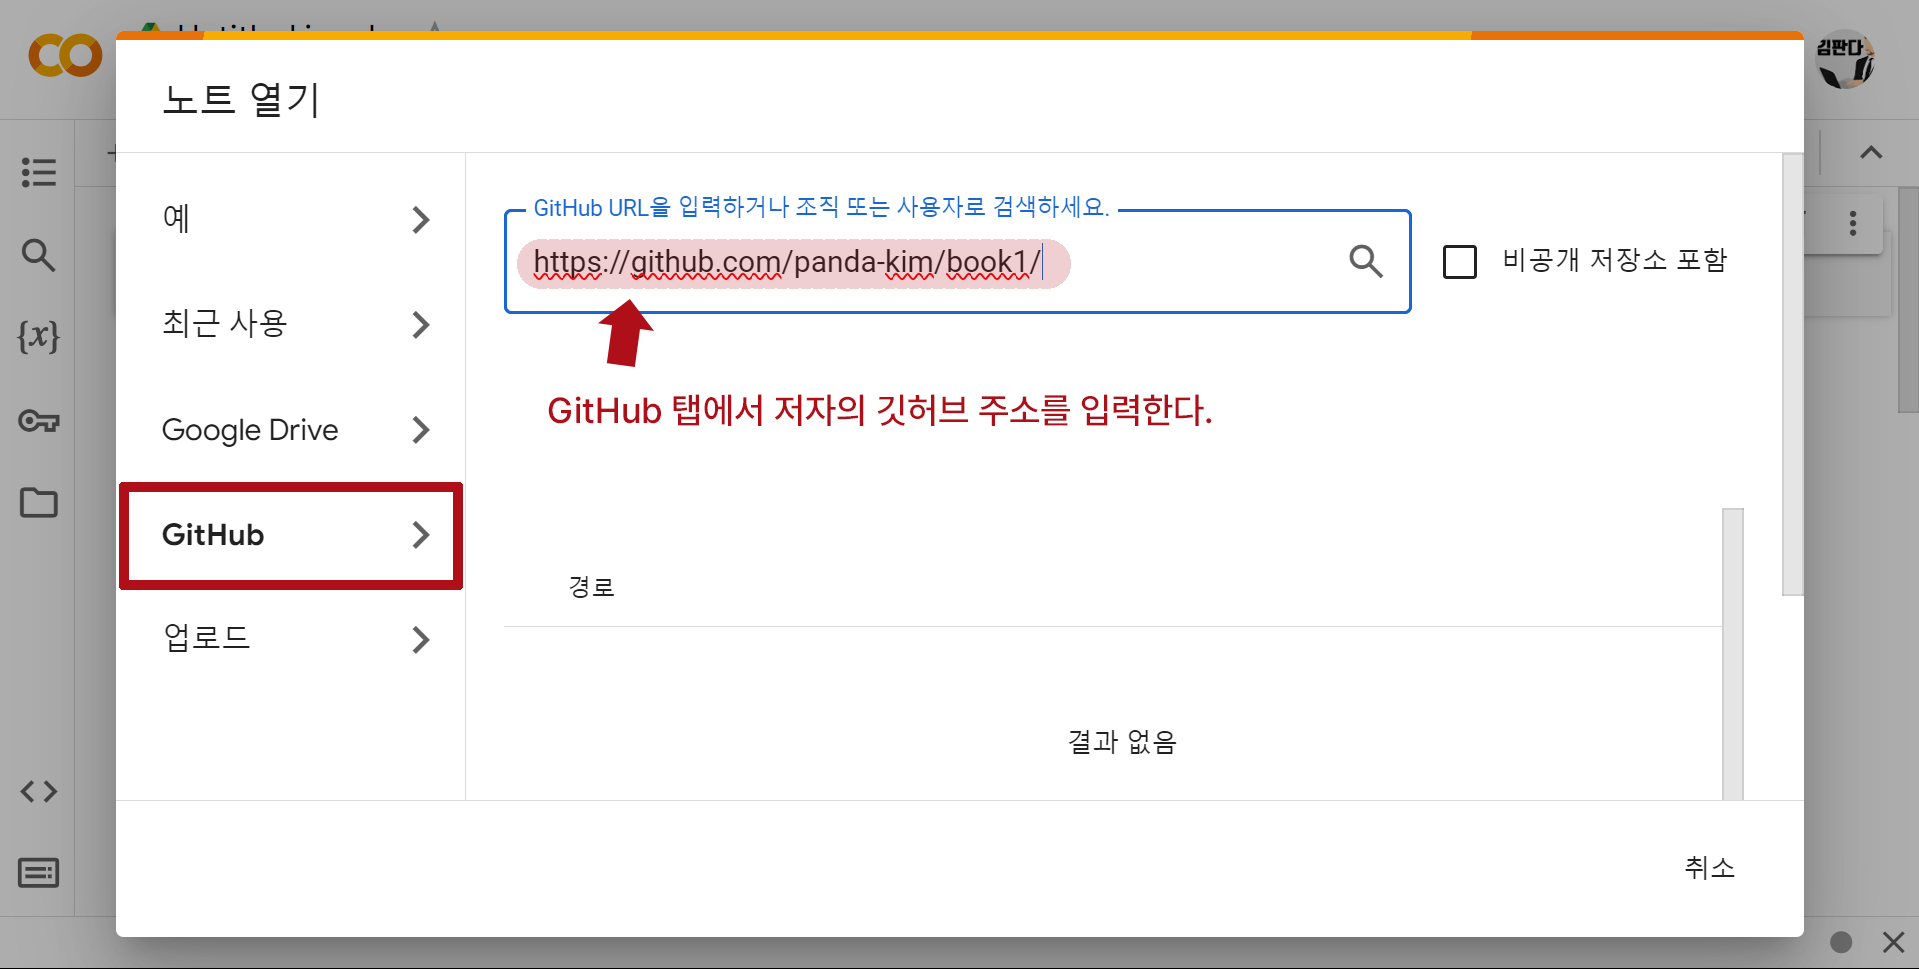 김판다
노트 열기
예
GitHub URL을 입력하거나 조직 또는 사용자로 검색하세요.
https://github.com/panda-kim/book1/
비공개 저장소 포함
최근 사용
{x}
GitHub 탭에서 저자의 깃허브 주소를 입력한다.
Google Drive
GitHub
경로
업로드
결과 없음
취소